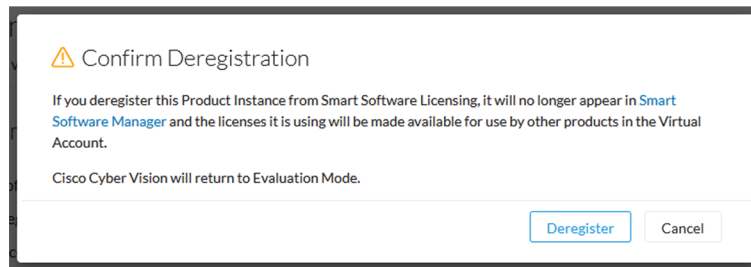 Confirm Deregistration
If you deregister this Product Instance from Smart Software Licensing, it will no longer appear in Smart
Software Manager and the licenses it is using will be made available for use by other products in the Virtual
Account.
Cisco Cyber Vision will return to Evaluation Mode.
Deregister Cancel